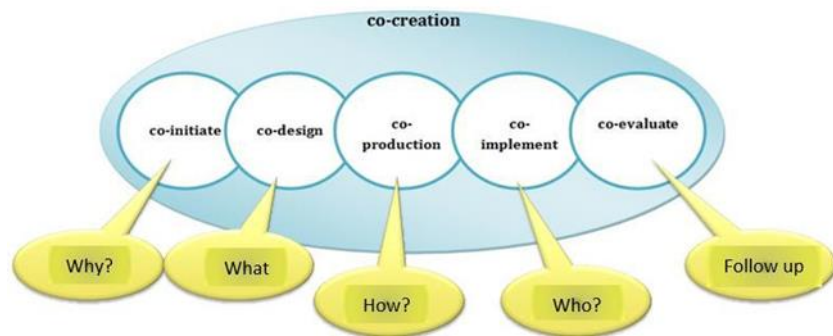 co-creation
co-initiate
co-design
co-
production
co-
implement
co-evaluate
Why?
What
How?
Who?
Follow up